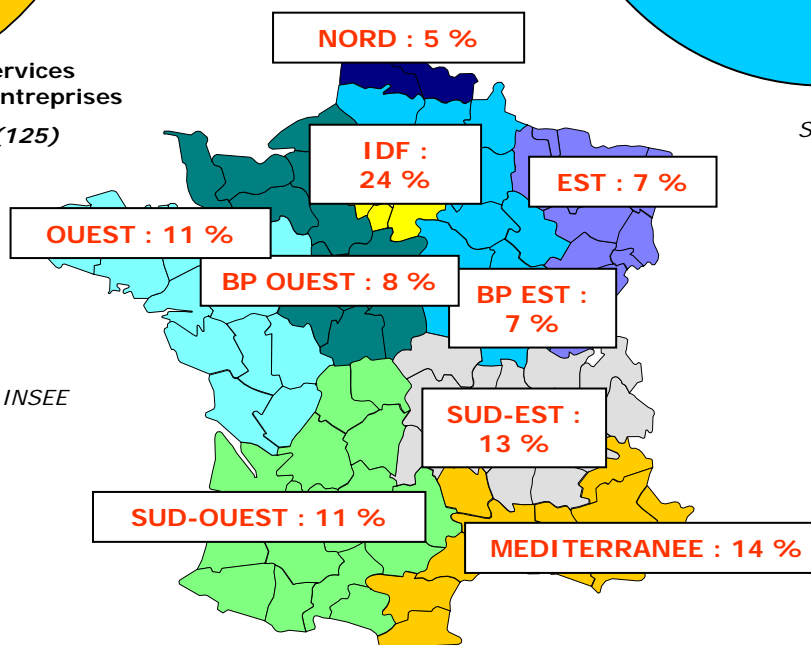 NORD : 5 %
ervices
ntreprises
(125)
S
IDF :
24 %
EST : 7 %
OUEST : 11 %
BP OUEST : 8 %
BP EST :
7 %
INSEE
SUD-EST :
13 %
SUD-OUEST : 11 %
MEDITERRANEE : 14 %